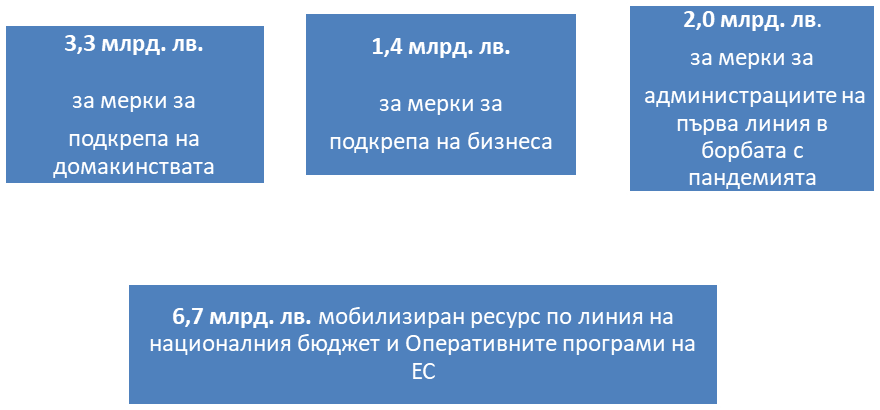 3,3 млрд. лв.
за мерки за
подкрепа на
домакинствата
1,4 млрд. лв.
за мерки за
подкрепа на бизнеса
2,0 млрд. лв.
за мерки за
администрациите на
първа линия в
борбата с
пандемията
6,7 млрд. лв. мобилизиран ресурс по линия на
националния бюджет и Оперативните програми на
ЕС